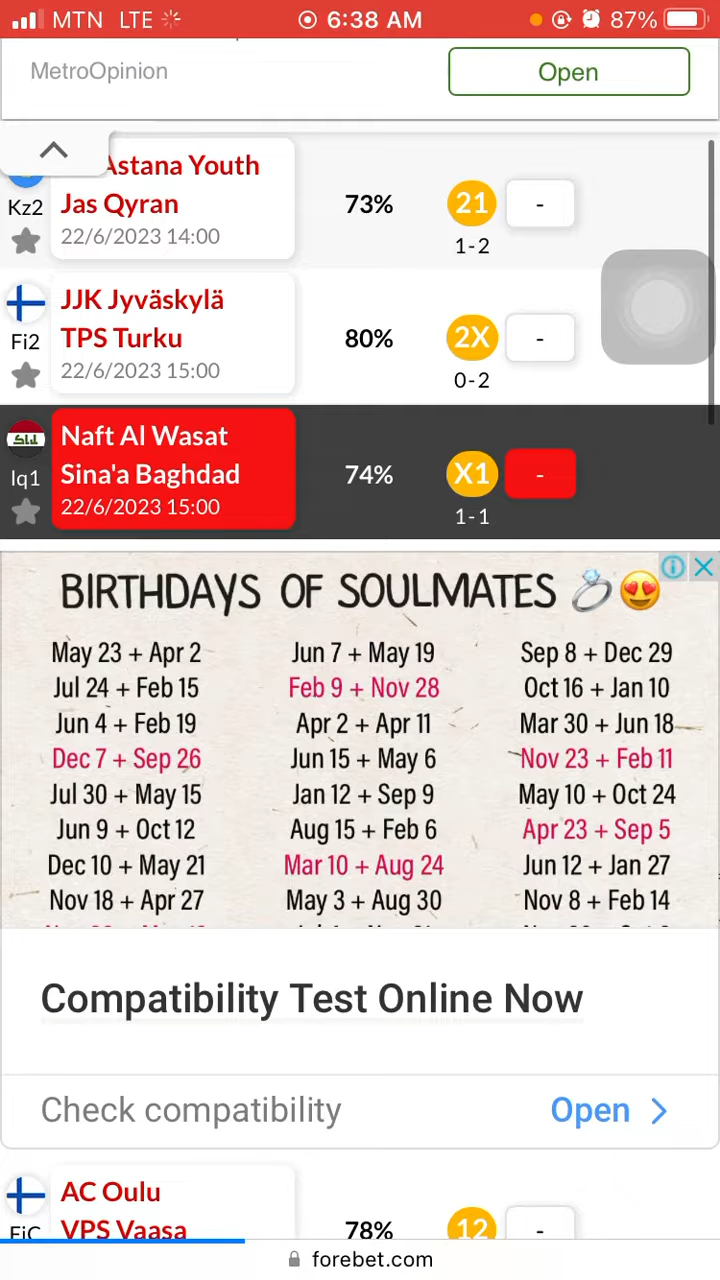 MTN LTE 6:38 AM 87%
MetroOpinion
Open
Astana Youth
Jas Qyran
22/6/2023 14:00
Kz2
73%
21
1-2
-
JJK Jyväskylä
TPS Turku
22/6/2023 15:00
Fi2
80%
2X
0-2
-
Naft Al Wasat
Sina'a Baghdad
22/6/2023 15:00
Iq1
74%
X1
1-1
-
BIRTHDAYS OF SOULMATES
May 23 + Apr 2
Jul 24 + Feb 15
Jun 4 + Feb 19
Dec 7 + Sep 26
Jul 30 + May 15
Jun 9 + Oct 12
Dec 10 + May 21
Nov 18 + Apr 27
Jun 7 + May 19
Feb 9 + Nov 28
Apr 2 + Apr 11
Jun 15 + May 6
Jan 12 + Sep 9
Aug 15 + Feb 6
Mar 10 + Aug 24
May 3 + Aug 30
Sep 8 + Dec 29
Oct 16 + Jan 10
Mar 30 + Jun 18
Nov 23 + Feb 11
May 10 + Oct 24
Apr 23 + Sep 5
Jun 12 + Jan 27
Nov 8 + Feb 14
Compatibility Test Online Now
Check compatibility
Open
AC Oulu
VPS Vaasa
FiC
78%
12
-
forebet.com